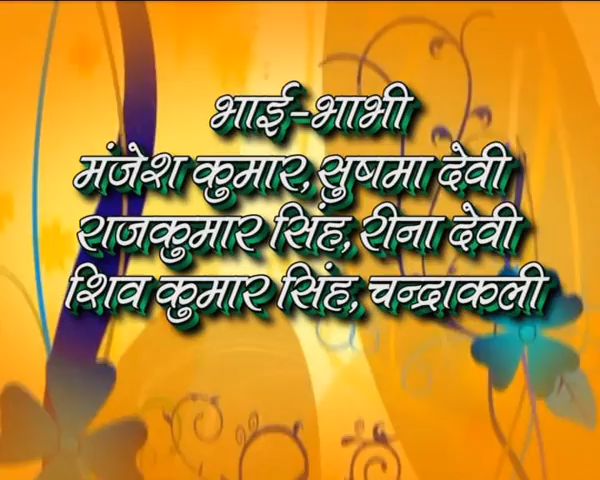 भाई-भाभी
मंजेश कुमार, सुषमा देवी
राजकुमार सिंह, रीना देवी
शिव कुमार सिंह, चन्द्राकली